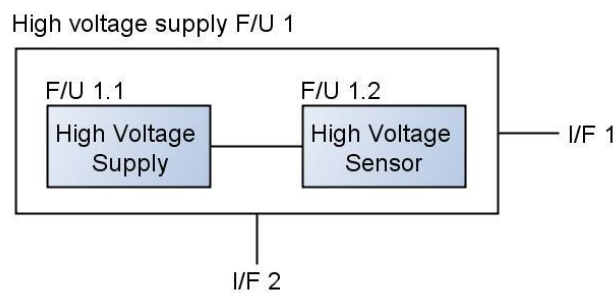 High voltage supply F/U 1
F/U 1.1
F/U 1.2
High Voltage
Supply
High Voltage
Sensor
I/F 1
I/F 2